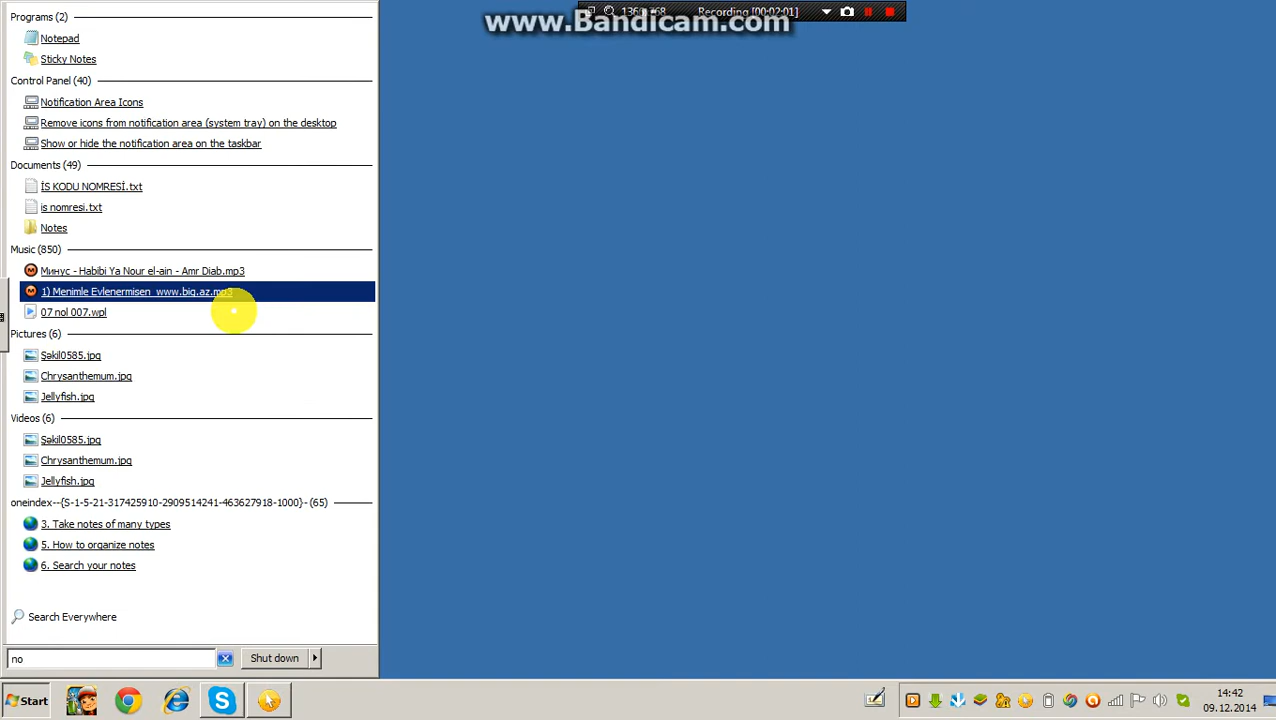 Programs (2)
Notepad
Sticky Notes
Control Panel (40)
Notification Area Icons
Remove icons from notification area (system tray) on the desktop
Show or hide the notification area on the taskbar
Documents (49)
İS KODU NOMRESİ.txt
is nomresi.txt
Notes
Music (850)
Минус - Habibi Ya Nour el-ain - Amr Diab.mp3
1) Menimle Evlenermisen www.big.az.mp3
07 nol 007.wpl
Pictures (6)
Şəkil0585.jpg
Chrysanthemum.jpg
Jellyfish.jpg
Videos (6)
Şəkil0585.jpg
Chrysanthemum.jpg
Jellyfish.jpg
oneindex--{S-1-5-21-317425910-2909514241-463627918-1000}- (65)
3. Take notes of many types
5. How to organize notes
6. Search your notes
Search Everywhere
no
Shut down
Start
Recording [00:02:01]
www.Bandicam.com
14:42
09.12.2014